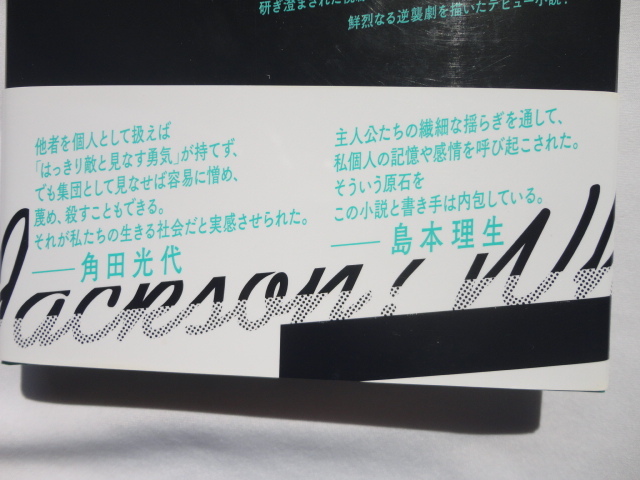 研ぎ澄まされた
鮮烈なる逆襲劇を描いたデビュー小説!
他者を個人として扱えば
「はっきり敵と見なす勇気」が持てず、
でも集団として見なせば容易に憎め、
蔑め、殺すこともできる。
それが私たちの生きる社会だと実感させられた。
——角田光代
主人公たちの繊細な揺らぎを通して、
私個人の記憶や感情を呼び起こされた。
そういう原石を
この小説と書き手は内包している。
——島本理生
Jackson!